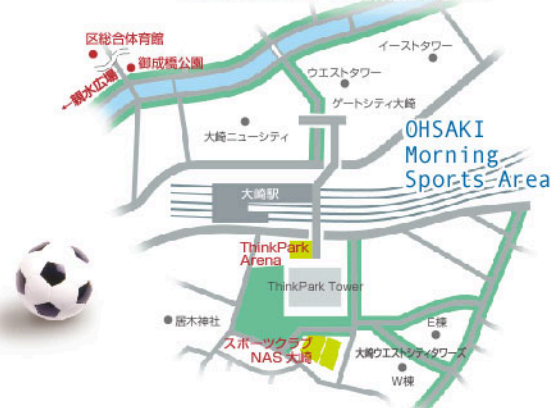 区総合体育館
御成橋公園
←親水広場
イーストタワー
ウエストタワー
ゲートシティ大崎
大崎ニューシティ
OHSAKI
Morning
Sports Area
大崎駅
ThinkPark
Arena
ThinkPark Tower
居木神社
スポーツクラブ
NAS 大崎
E棟
大崎ウエストシティタワーズ
W棟